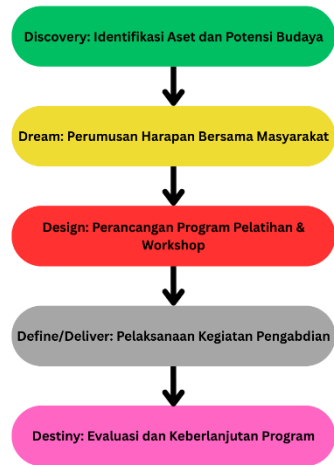 Discovery: Identifikasi Aset dan Potensi Budaya
Dream: Perumusan Harapan Bersama Masyarakat
Design: Perancangan Program Pelatihan &
Workshop
Define/Deliver: Pelaksanaan Kegiatan Pengabdian
Destiny: Evaluasi dan Keberlanjutan Program